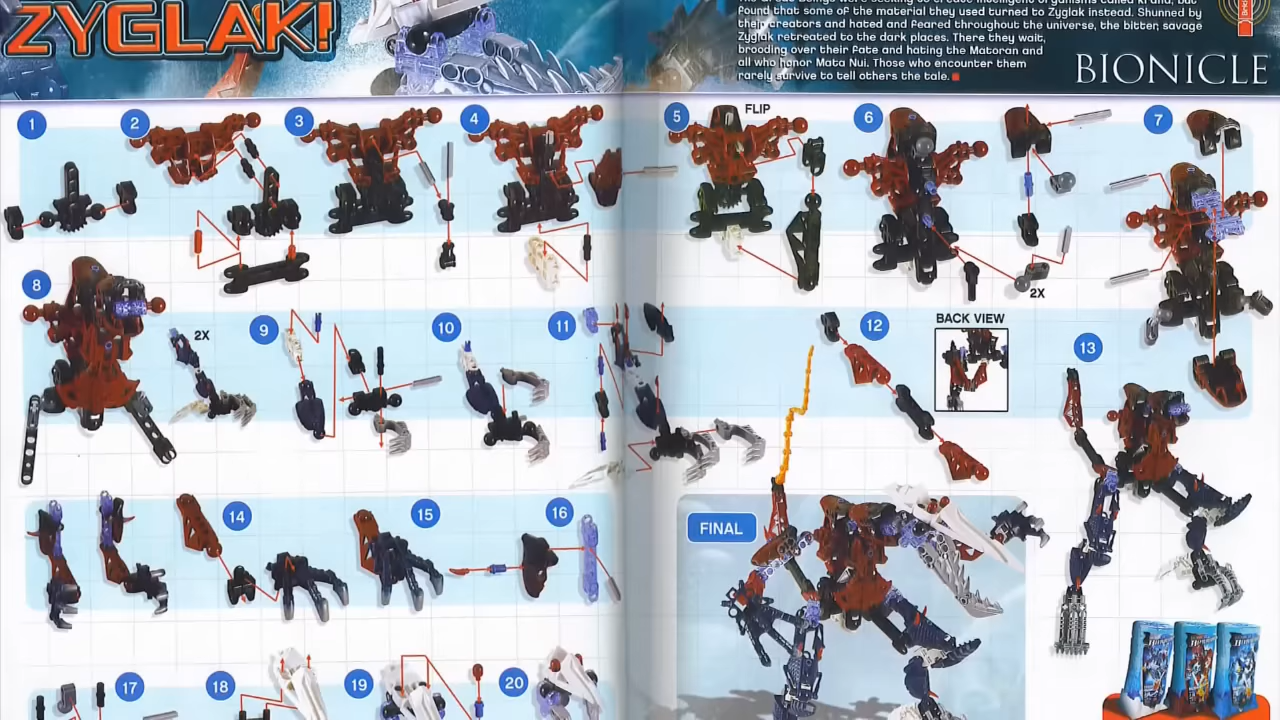 ZYGLAK!
found that some of the material they used turned to Zyglak instead. Shunned by
their creators and hated and feared throughout the universe, the bitter, savage
Zyglak retreated to the dark places. There they wait,
brooding over their fate and hating the Matoran and
all who honor Mata Nui. Those who encounter them
rarely survive to tell others the tale.
BIONICLE
1
2
3
4
5
FLIP
6
7
2X
8
2X
9
10
11
12
BACK VIEW
13
14
15
16
FINAL
17
18
19
20